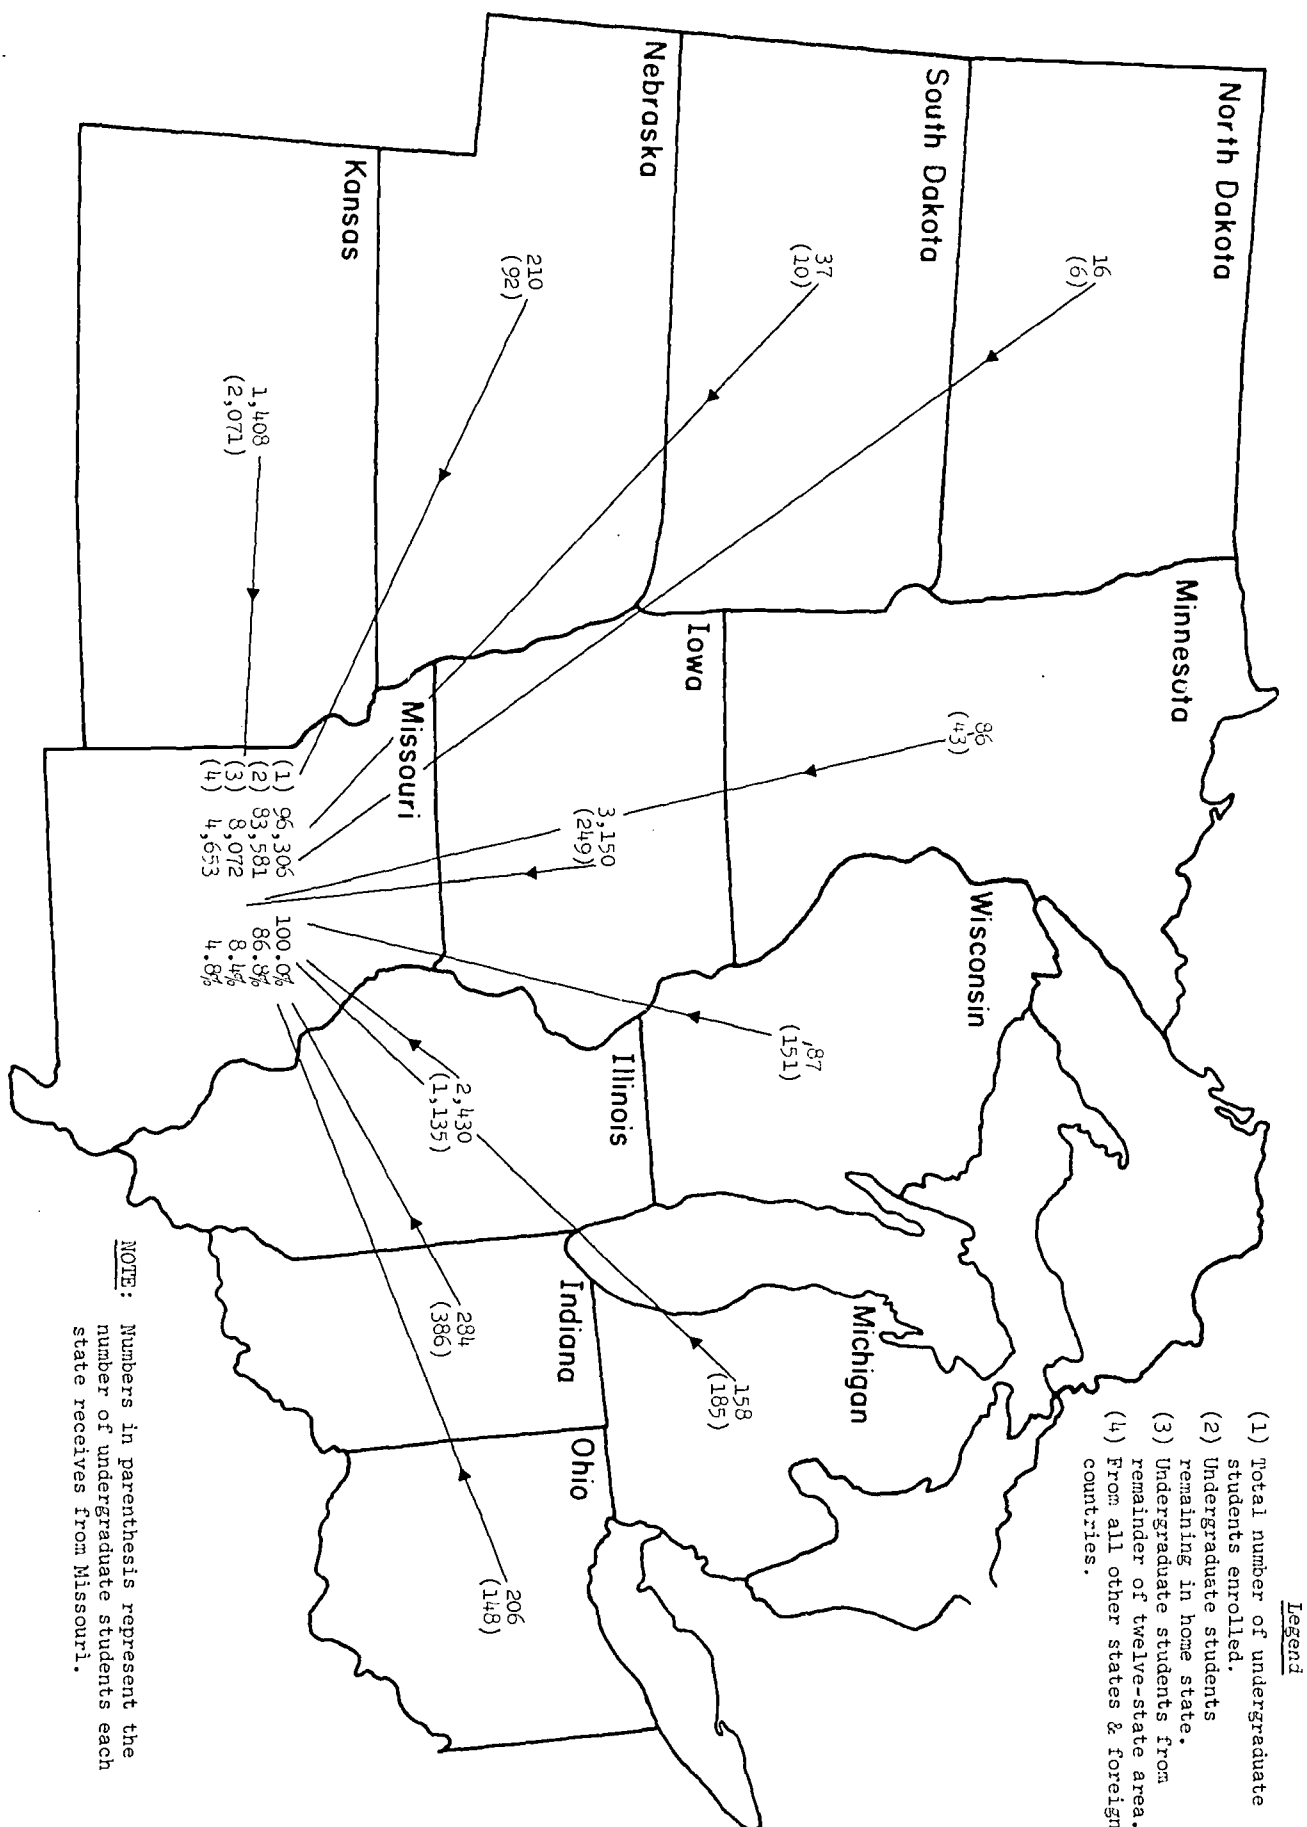 Legend
(1) Total number of undergraduate
students enrolled.
(2) Undergraduate students
remaining in home state.
(3) Undergraduate students from
remainder of twelve-state area.
(4) From all other states & foreign
countries.
North Dakota
16
(6)
Minnesota
86
(43)
South Dakota
37
(10)
Wisconsin
,87
(151)
Michigan
158
(185)
Nebraska
210
(92)
Iowa
3,150
(249)
Illinois
2,430
(1,135)
Indiana
284
(386)
Ohio
206
(148)
Kansas
1,408
(2,071)
Missouri
(1) 96,306 100.0%
(2) 83,581 86.8%
(3) 8,072 8.4%
(4) 4,653 4.8%
NOTE: Numbers in parenthesis represent the
number of undergraduate students each
state receives from Missouri.